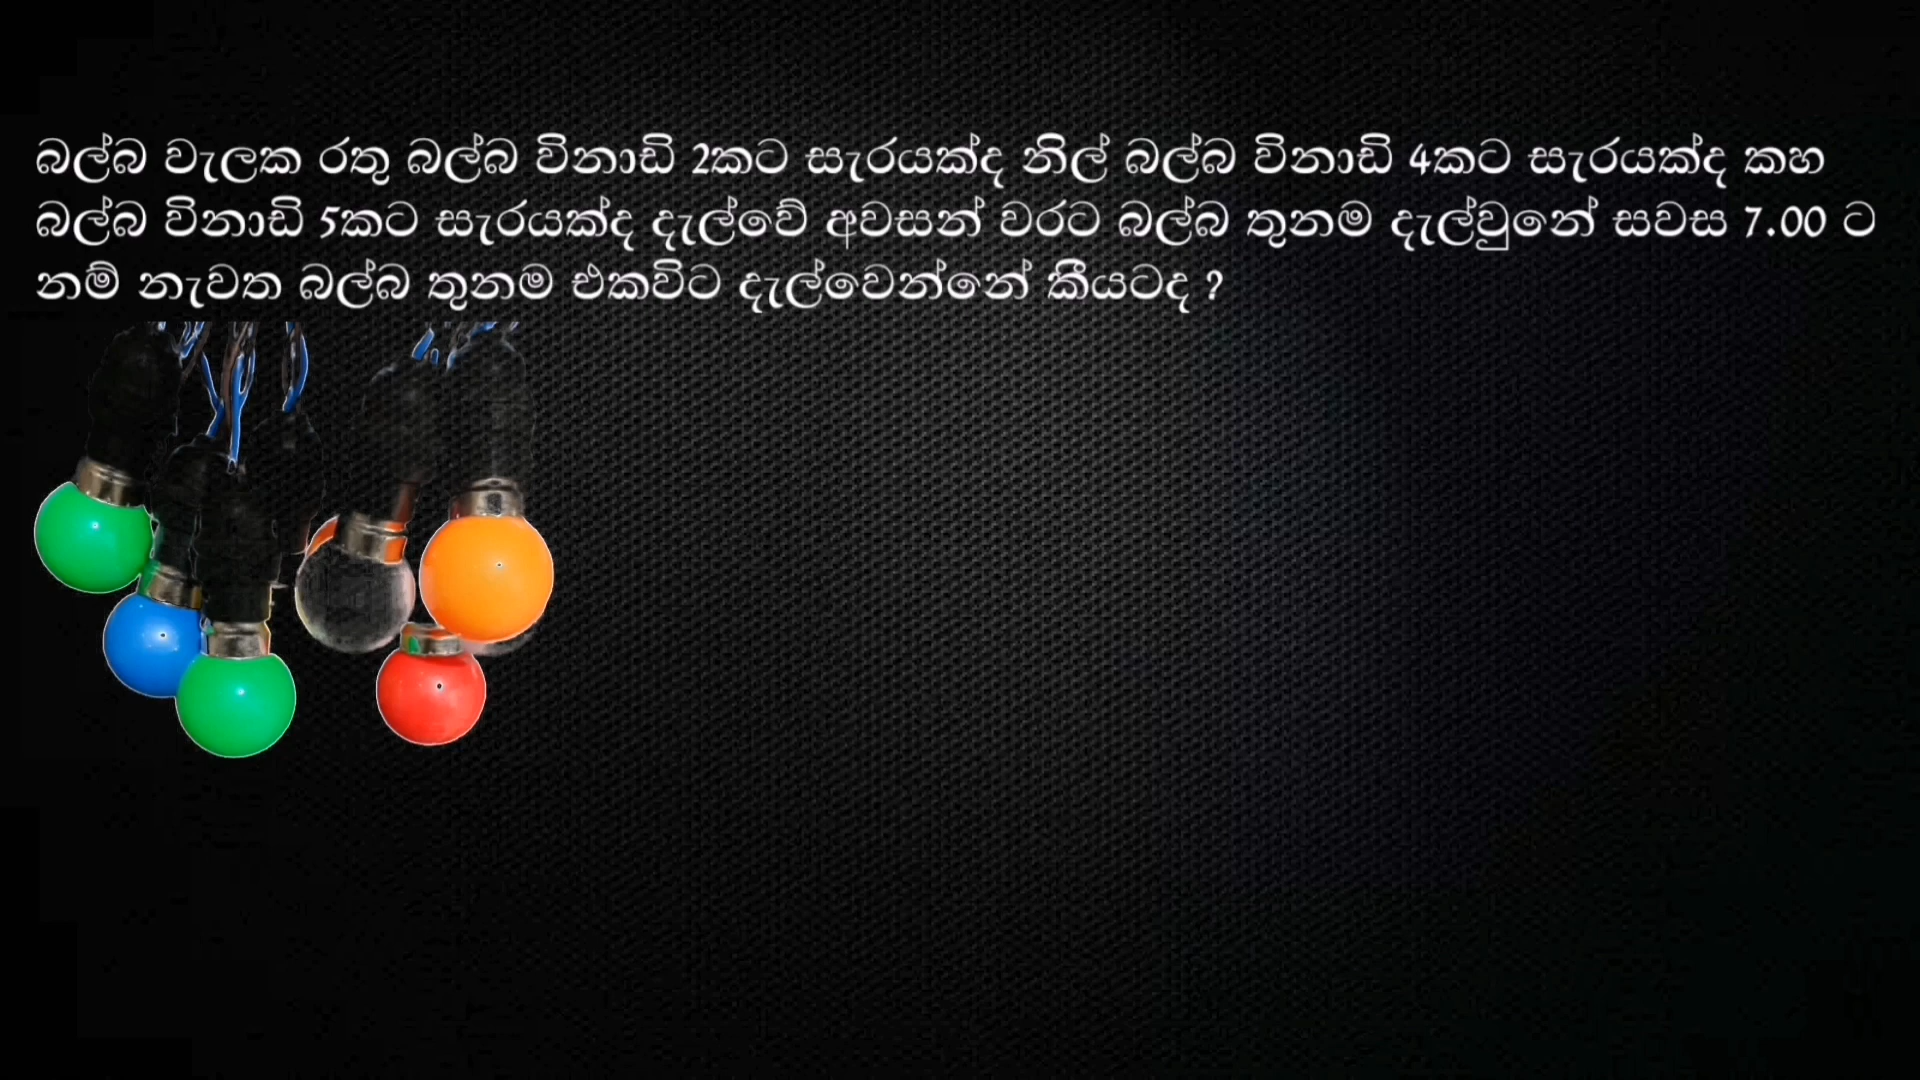 බල්බ වැලක රතු බල්බ විනාඩි 2කට සැරයක්ද නිල් බල්බ විනාඩි 4කට සැරයක්ද කහ
බල්බ විනාඩි 5කට සැරයක්ද දැල්වේ අවසන් වරට බල්බ තුනම දැල්වුනේ සවස 7.00 ට
නම් නැවත බල්බ තුනම එකවිට දැල්වෙන්නේ කීයටද ?